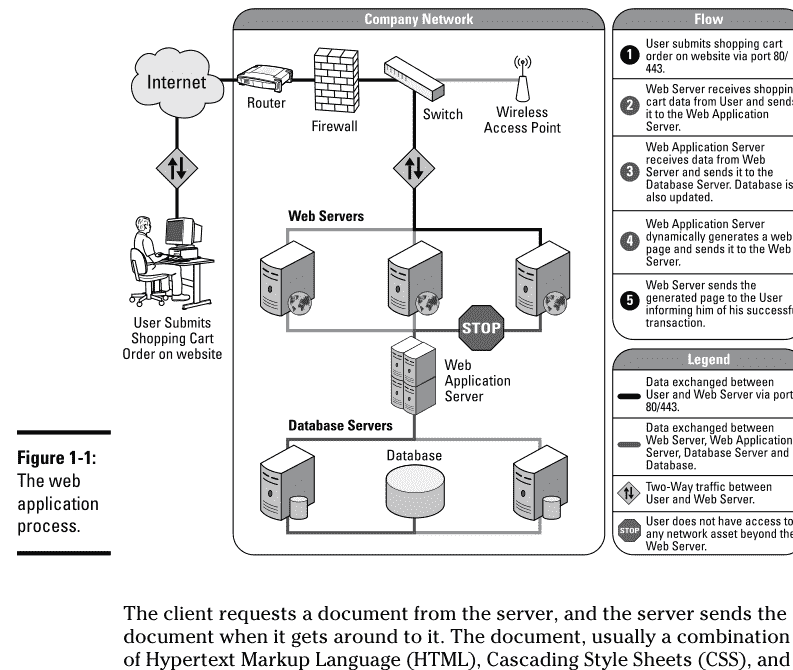 Company Network
Internet
Router
Firewall
Switch
Wireless
Access Point
Web Servers
User Submits
Shopping Cart
Order on website
STOP
Web
Application
Server
Database Servers
Database
Flow
1 User submits shopping cart
order on website via port 80/
443.
2 Web Server receives
cart data from User and
it to the Web Application
Server.
3 Web Application Server
receives data from Web
Server and sends it to the
Database Server. Database is
also updated.
4 Web Application Server
dynamically generates a web
page and sends it to the Web
Server.
5 Web Server sends the
generated page to the User
informing him of his
transaction.
Legend
Data exchanged between
User and Web Server via port
80/443.
Data exchanged between
Web Server, Web Application
Server, Database Server and
Database.
Two-Way traffic between
User and Web Server.
STOP User does not have access to
any network asset beyond the
Web Server.
Figure 1-1:
The web
application
process.
The client requests a document from the server, and the server sends the
document when it gets around to it. The document, usually a combination
of Hypertext Markup Language (HTML), Cascading Style Sheets (CSS), and